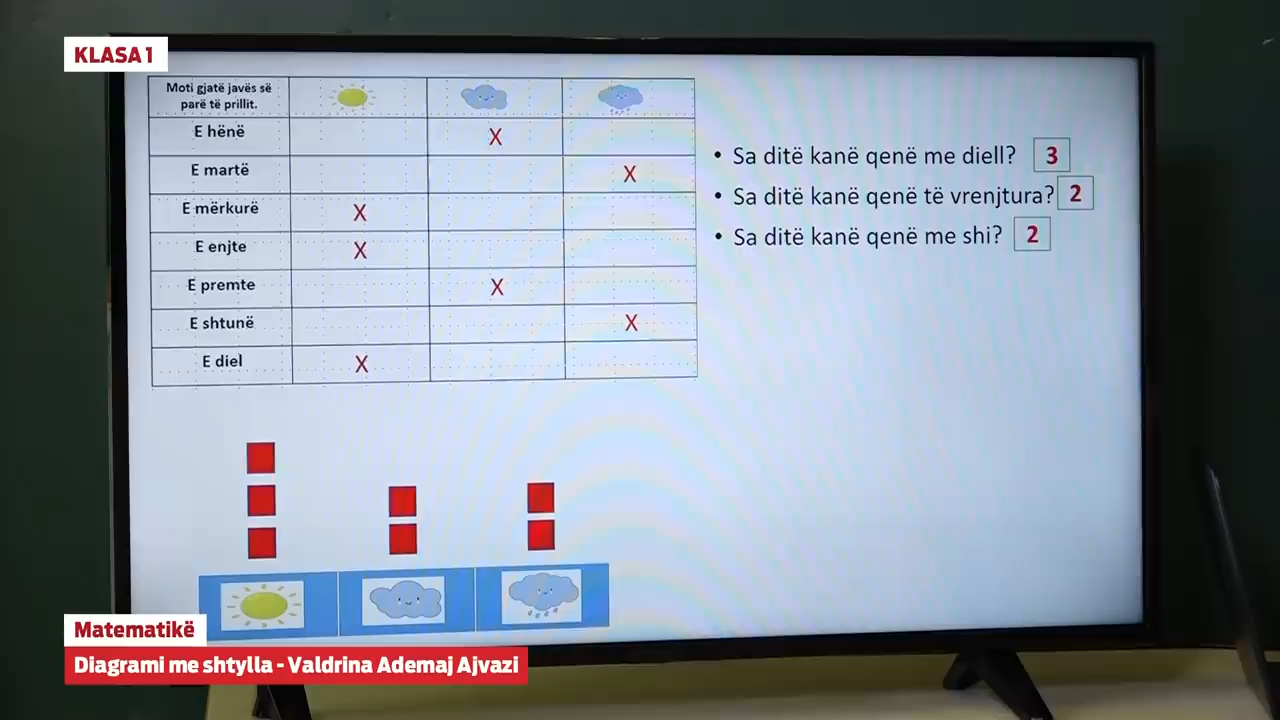 KLASA 1
Moti gjatë javës së
parë të prillit.
E hënë X
E martë X
E mërkurë X
E enjte X
E premte X
E shtunë X
E diel X
• Sa ditë kanë qenë me diell? 3
• Sa ditë kanë qenë të vrenjtura? 2
• Sa ditë kanë qenë me shi? 2
Matematikë
Diagrami me shtylla - Valdrina Ademaj Ajvazi